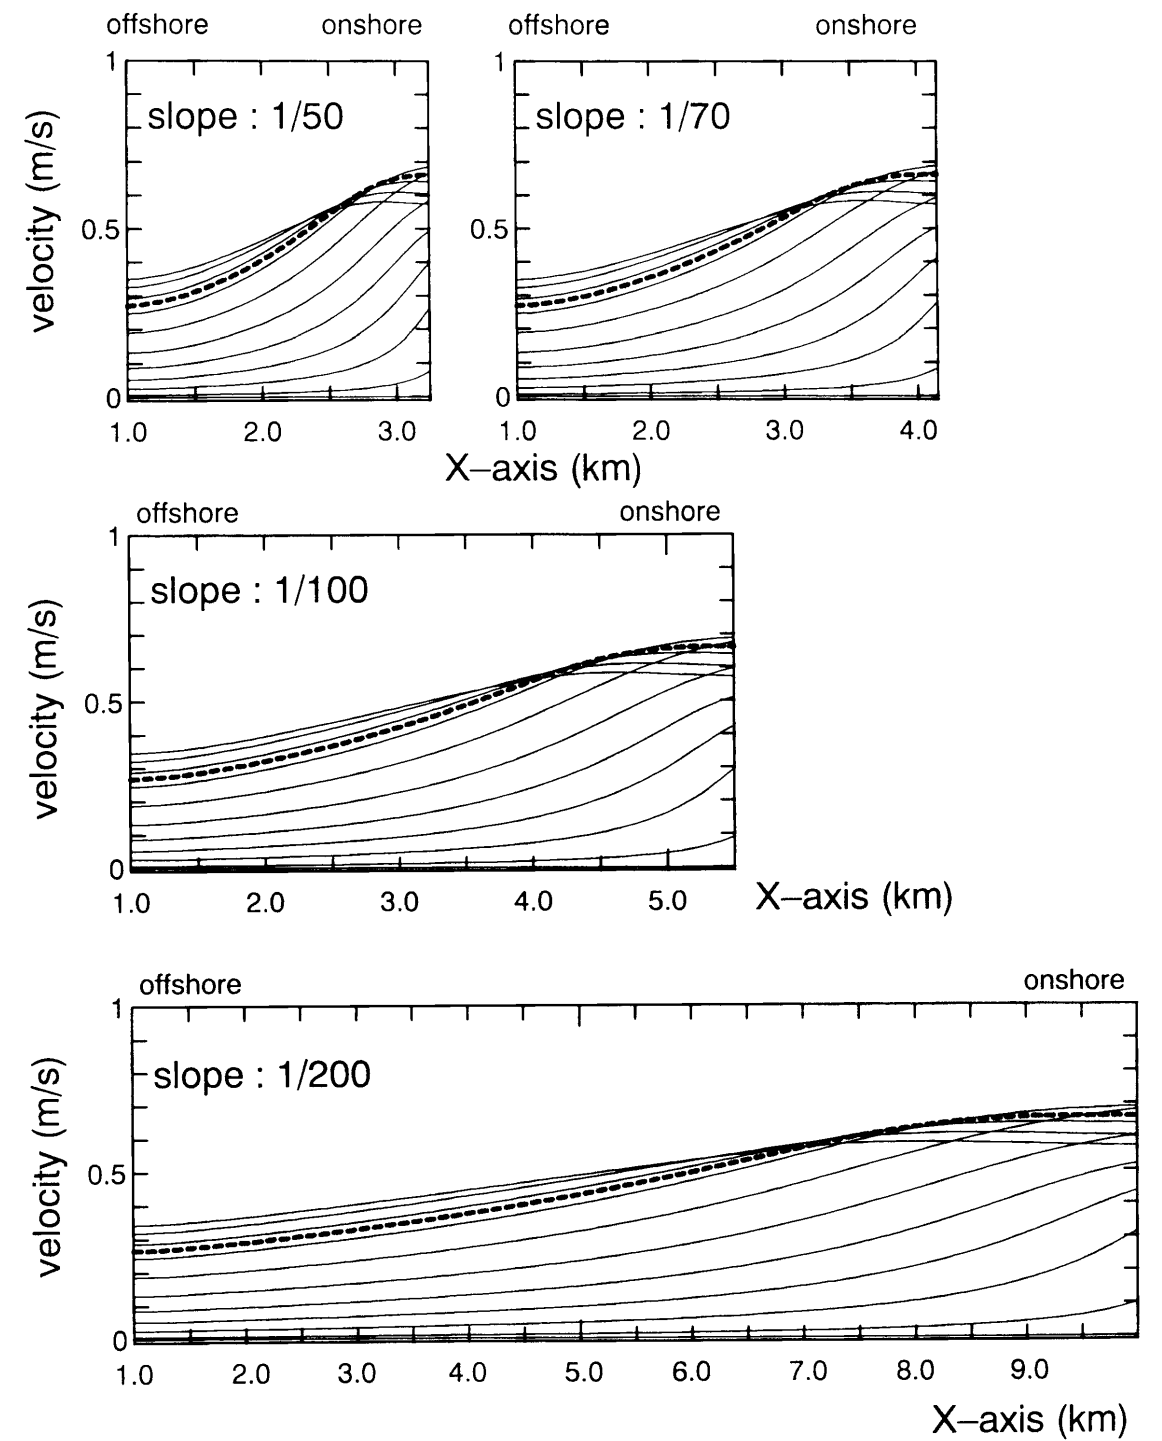 offshore onshore offshore onshore
1 1
slope : 1/50 slope : 1/70
velocity (m/s)
0.5 0.5
0 0
1.0 2.0 3.0 1.0 2.0 3.0 4.0
X–axis (km)
offshore onshore
1
slope : 1/100
velocity (m/s)
0.5
0
1.0 2.0 3.0 4.0 5.0 X–axis (km)
offshore onshore
1
slope : 1/200
velocity (m/s)
0.5
0
1.0 2.0 3.0 4.0 5.0 6.0 7.0 8.0 9.0
X–axis (km)